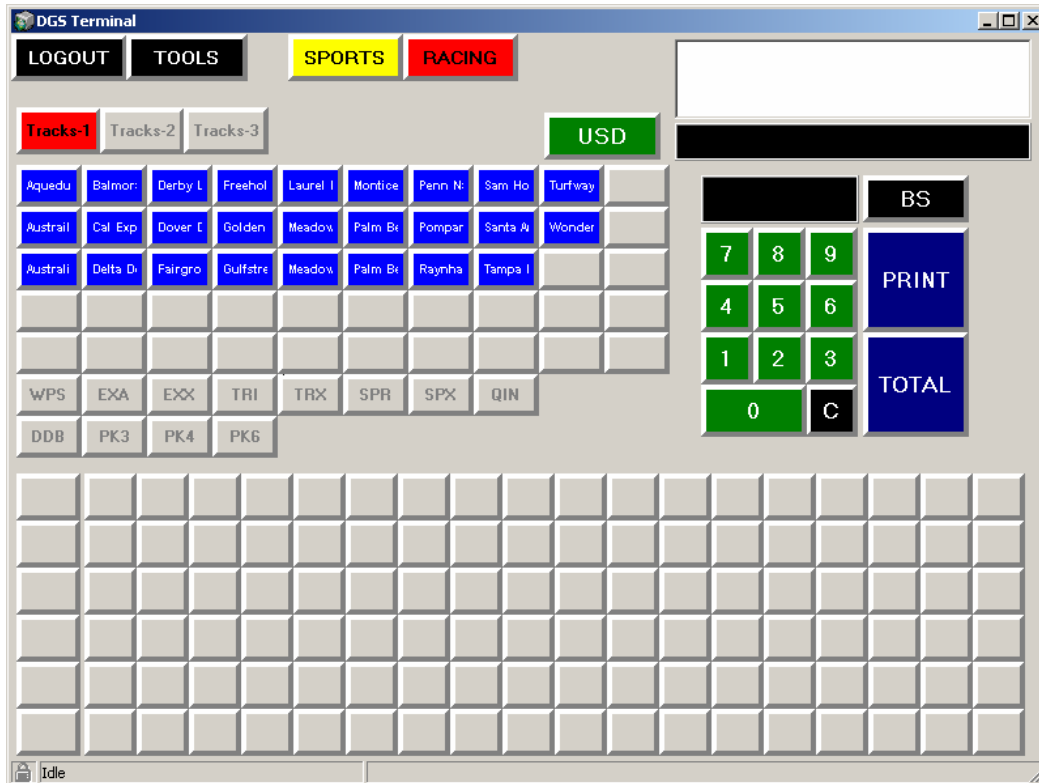 DGS Terminal
LOGOUT TOOLS SPORTS RACING
Tracks-1 Tracks-2 Tracks-3 USD
Aquedu Balmor Derby L Freehol Laurel Montice Penn N Sam Ho Turfway
BS
Austrail Cal Exp Dover D Golden Meadow Palm Be Pompar Santa A Wonder
7 8 9 PRINT
Australi Delta D Fairgro Gulfstre Meadow Palm Be Raynha Tampa
4 5 6
1 2 3 TOTAL
WPS EXA EXX TRI TRX SPR SPX QIN
0 C
DDB PK3 PK4 PK6
Idle